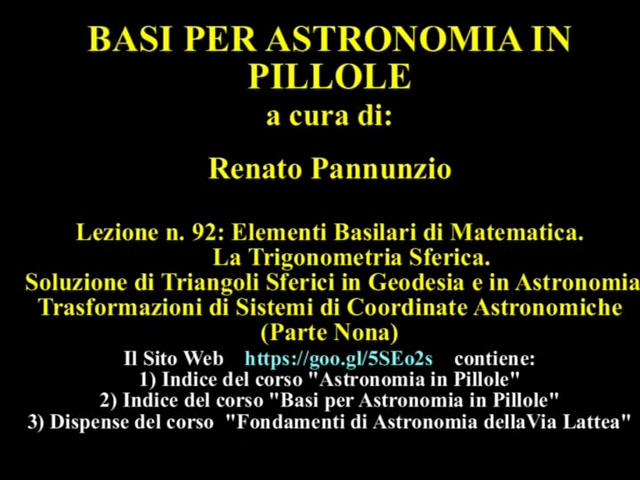 BASI PER ASTRONOMIA IN
PILLOLE
a cura di:
Renato Pannunzio
Lezione n. 92: Elementi Basilari di Matematica.
La Trigonometria Sferica.
Soluzione di Triangoli Sferici in Geodesia e in Astronomia
Trasformazioni di Sistemi di Coordinate Astronomiche
(Parte Nona)
Il Sito Web https://goo.gl/5SEo2s contiene:
1) Indice del corso "Astronomia in Pillole"
2) Indice del corso "Basi per Astronomia in Pillole"
3) Dispense del corso "Fondamenti di Astronomia dellaVia Lattea"